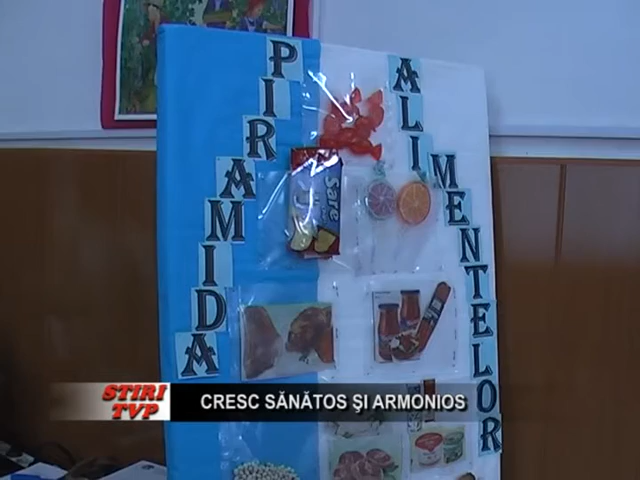 PIRAMIDA
ALIMENTELOR
Sare
STIRI
TVP
CRESC SĂNĂTOS ŞI ARMONIOS